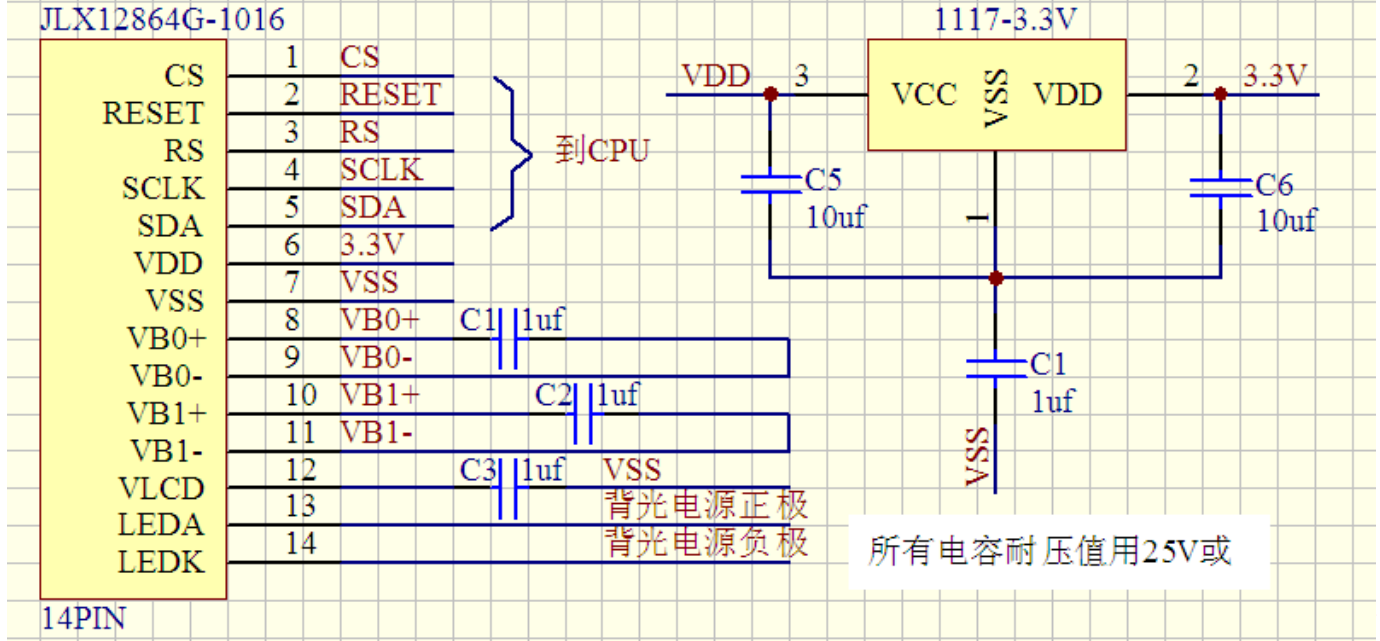 JLX12864G-1016
CS 1 CS
RESET 2 RESET
RS 3 RS
SCLK 4 SCLK
SDA 5 SDA
VDD 6 3.3V
VSS 7 VSS
VB0+ 8 VB0+ C1 1uf
VB0- 9 VB0-
VB1+ 10 VB1+ C2 1uf
VB1- 11 VB1-
VLCD 12 C3 1uf VSS
LEDA 13 背光电源正极
LEDK 14 背光电源负极
14PIN
到CPU
1117-3.3V
VDD 3 VCC VSS VDD 2 3.3V
C5
10uf
1
C6
10uf
C1
1uf
VSS
所有电容耐压值用25V或